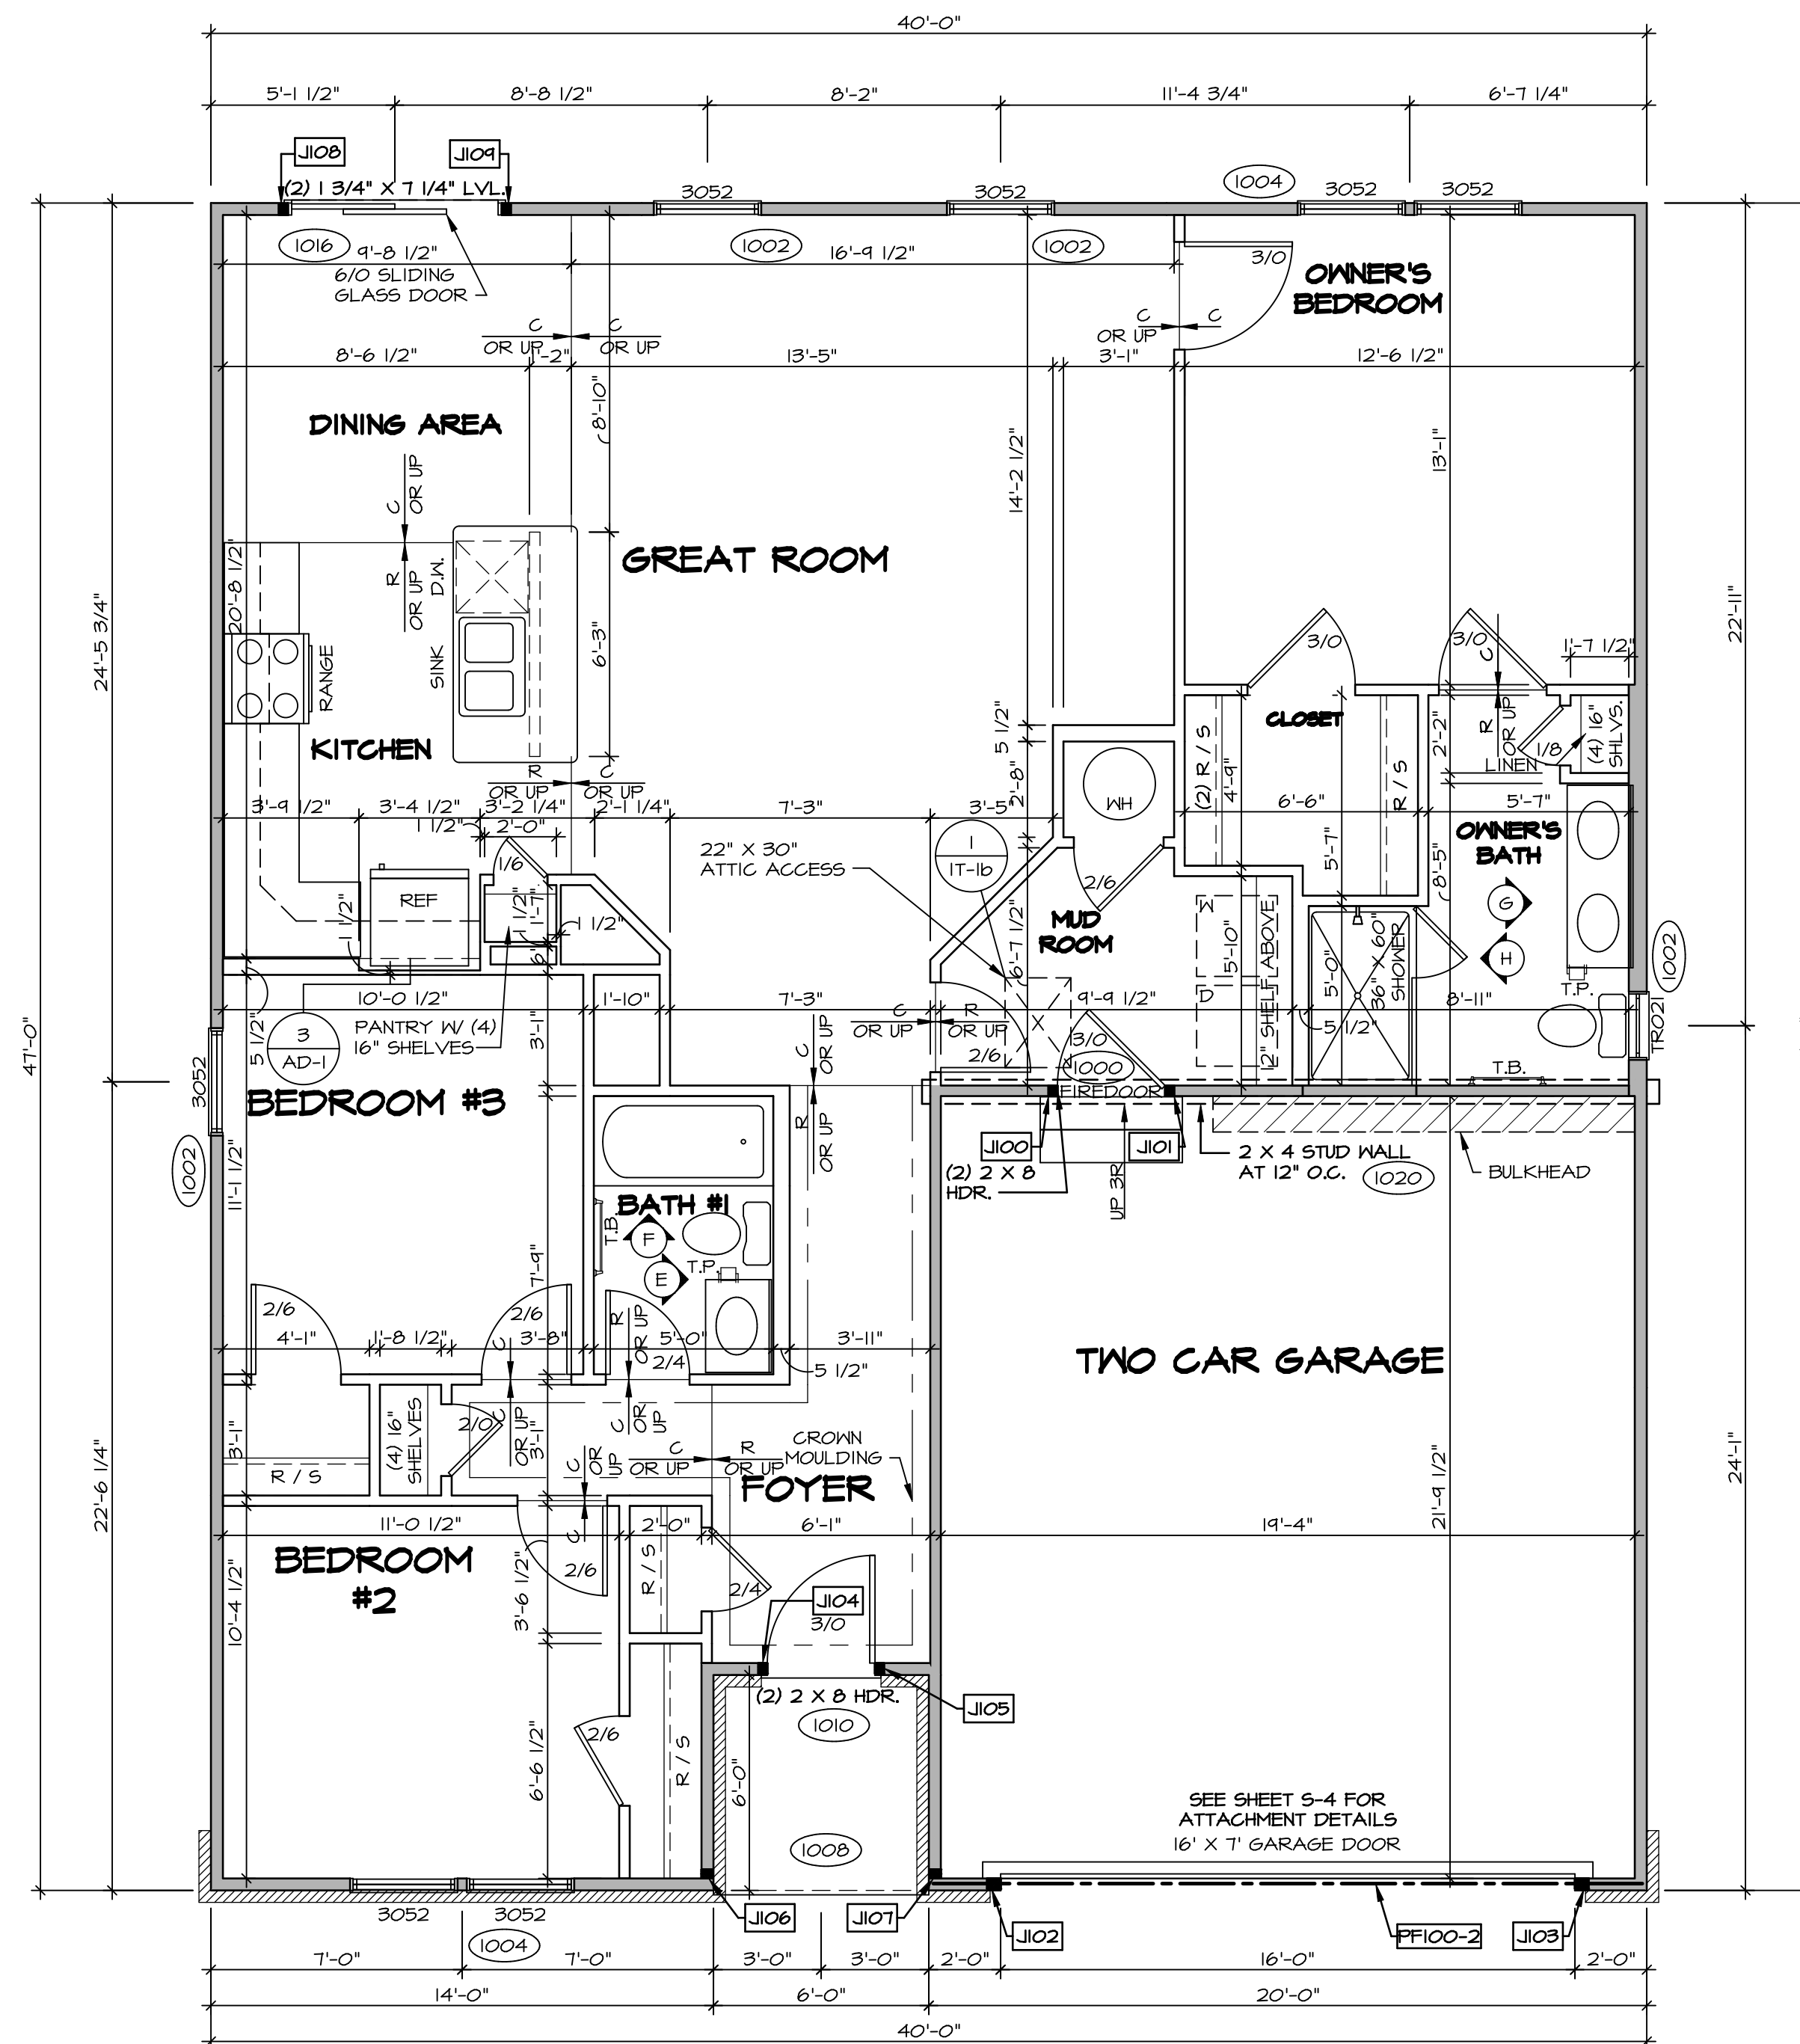 40'-0"
5'-1 1/2"
8'-8 1/2"
8'-2"
11'-4 3/4"
6'-7 1/4"
J108
J109
(2) 1 3/4" X 7 1/4" LVL.
3052
3052
1004
3052
3052
1016
9'-8 1/2"
1002
16'-9 1/2"
1002
6/0 SLIDING
GLASS DOOR
3/0
OWNER'S
BEDROOM
C
OR UP
C
OR UP
C
OR UP
C
8'-6 1/2"
1'-2"
13'-5"
3'-1"
12'-6 1/2"
8'-10"
DINING AREA
14'-2 1/2"
13'-1"
C
OR UP
R
OR UP
20'-8 1/2"
D.W.
GREAT ROOM
24'-5 3/4"
22'-11"
6'-3"
SINK
RANGE
3/0
3/0
C
1'-7 1/2"
R
OR UP
KITCHEN
5 1/2"
CLOSET
2'-2"
1/8
(4) 16"
SHLVS.
LINEN
R
OR UP
C
OR UP
2'-8"
WH
(2) R / S
4'-9"
R / S
3'-9 1/2"
3'-4 1/2"
3'-2 1/4"
2'-1 1/4"
7'-3"
3'-5"
6'-6"
5'-7"
1 1/2"
2'-0"
22" X 30"
ATTIC ACCESS
1
1T-1b
OWNER'S
BATH
1/6
5'-7"
8'-5"
2/6
REF
1 1/2"
1 1/2"
1'-7"
1 1/2"
6"
MUD
ROOM
6'-7 1/2"
W
D
5'-10"
12" SHELF ABOVE
5'-0"
36" X 60"
SHOWER
G
H
1002
T.P.
TR021
10'-0 1/2"
1'-10"
7'-3"
9'-9 1/2"
8'-11"
5 1/2"
5 1/2"
3
AD-1
PANTRY W/ (4)
16" SHELVES
3'-1"
C
OR UP
R
OR UP
C
OR UP
R
OR UP
2/6
3/0
1000
FIREDOOR
T.B.
47'-0"
3052
BEDROOM #3
1002
11'-1 1/2"
J100
J101
(2) 2 X 8
HDR.
UP 3R
2 X 4 STUD WALL
AT 12" O.C.
1020
BULKHEAD
BATH #1
T.B.
F
E
T.P.
7'-9"
2/6
2/6
4'-1"
1'-8 1/2"
3'-8"
C
R
OR UP
5'-0"
2/4
3'-11"
5 1/2"
TWO CAR GARAGE
3'-1"
R / S
(4) 16"
SHELVES
2/0
C
OR UP
3'-1"
C
OR
UP
C
OR
UP
C
OR UP
R
OR UP
CROWN
MOULDING
FOYER
22'-6 1/4"
21'-9 1/2"
24'-1"
11'-0 1/2"
2'-0"
6'-1"
19'-4"
C
BEDROOM
#2
10'-4 1/2"
3'-6 1/2"
2/6
R / S
2/4
J104
3/0
(2) 2 X 8 HDR.
J105
1010
2/6
6'-6 1/2"
R / S
6'-0"
1008
SEE SHEET S-4 FOR
ATTACHMENT DETAILS
16' X 7' GARAGE DOOR
3052
3052
1004
J106
J107
J102
PF100-2
J103
7'-0"
7'-0"
3'-0"
3'-0"
2'-0"
16'-0"
2'-0"
14'-0"
6'-0"
20'-0"
40'-0"